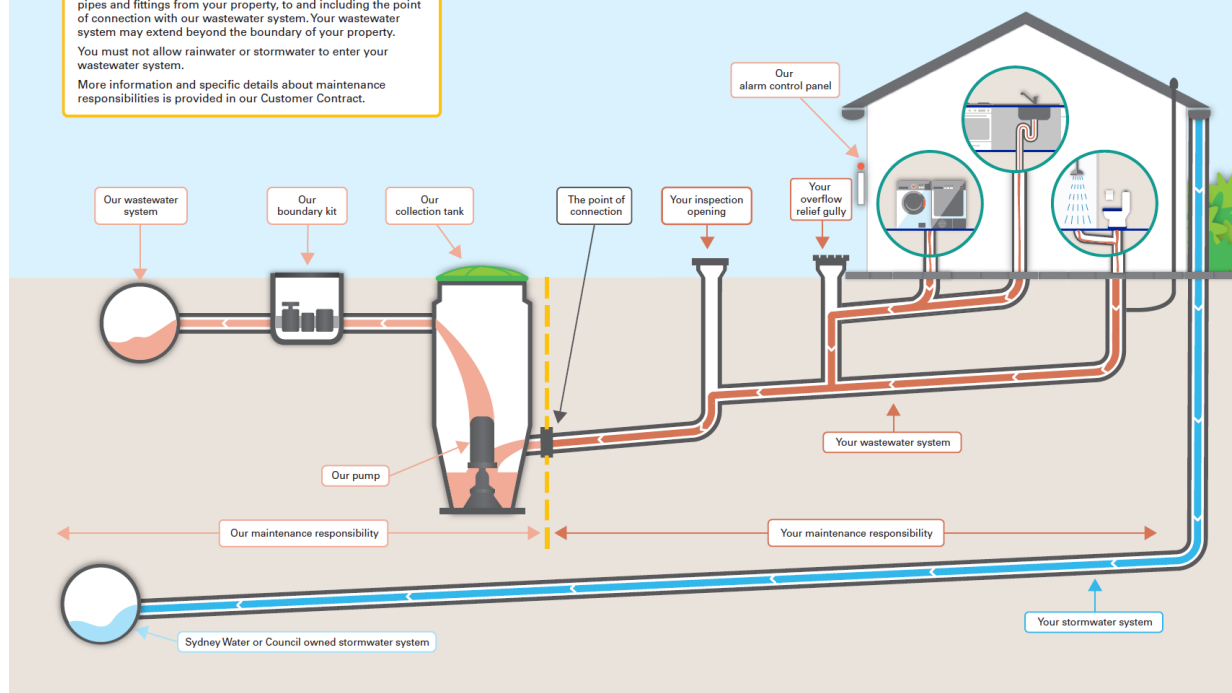 pipes and fittings from your property, to and including the point
of connection with our wastewater system. Your wastewater
system may extend beyond the boundary of your property.
You must not allow rainwater or stormwater to enter your
wastewater system.
More information and specific details about maintenance
responsibilities is provided in our Customer Contract.
Our
alarm control panel
Our wastewater
system
Our
boundary kit
Our
collection tank
The point of
connection
Your inspection
opening
Your
overflow
relief gully
Your wastewater system
Our pump
Our maintenance responsibility
Your maintenance responsibility
Your stormwater system
Sydney Water or Council owned stormwater system